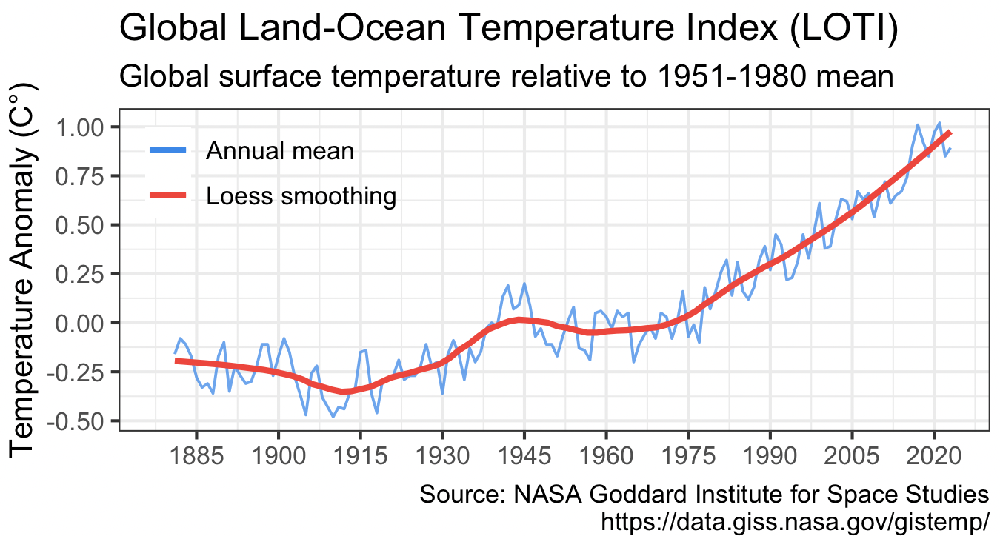 Global Land-Ocean Temperature Index (LOTI)
Global surface temperature relative to 1951-1980 mean
Temperature Anomaly (C°)
1.00
0.75
0.50
0.25
0.00
-0.25
-0.50
Annual mean
Loess smoothing
1885 1900 1915 1930 1945 1960 1975 1990 2005 2020
Source: NASA Goddard Institute for Space Studies
https://data.giss.nasa.gov/gistemp/